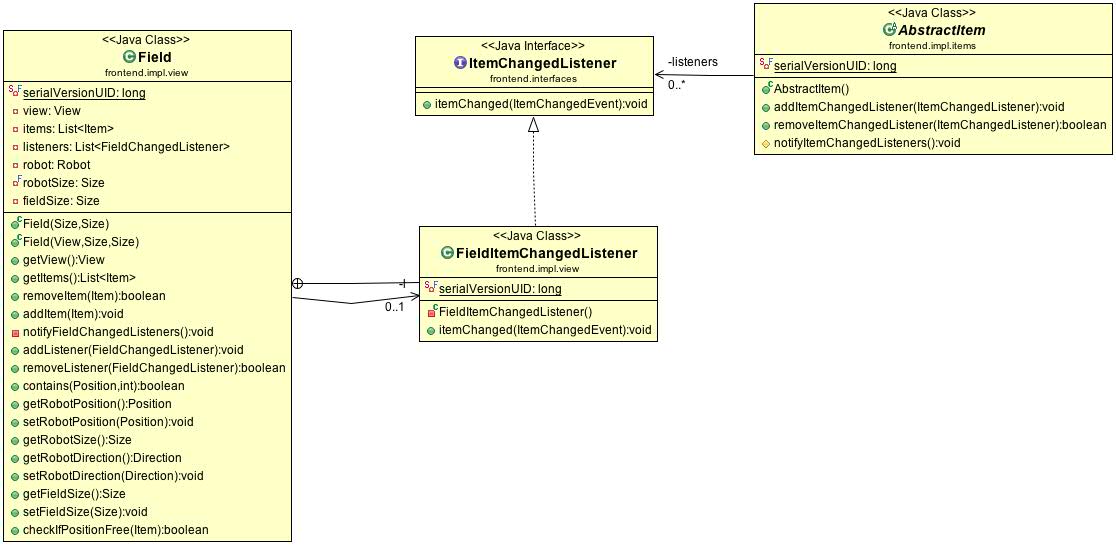 <<Java Class>>
Field
frontend.impl.view
serialVersionUID: long
view: View
items: List<Item>
listeners: List<FieldChangedListener>
robot: Robot
robotSize: Size
fieldSize: Size
Field(Size,Size)
Field(View,Size,Size)
getView():View
getItems():List<Item>
removeItem(Item):boolean
addItem(Item):void
notifyFieldChangedListeners():void
addListener(FieldChangedListener):void
removeListener(FieldChangedListener):boolean
contains(Position,int):boolean
getRobotPosition():Position
setRobotPosition(Position):void
getRobotSize():Size
getRobotDirection():Direction
setRobotDirection(Direction):void
getFieldSize():Size
setFieldSize(Size):void
checkIfPositionFree(Item):boolean
<<Java Interface>>
ItemChangedListener
frontend.interfaces
itemChanged(ItemChangedEvent):void
-listeners
0..*
<<Java Class>>
AbstractItem
frontend.impl.items
serialVersionUID: long
AbstractItem()
addItemChangedListener(ItemChangedListener):void
removeItemChangedListener(ItemChangedListener):boolean
notifyItemChangedListeners():void
-l
0..1
<<Java Class>>
FieldItemChangedListener
frontend.impl.view
serialVersionUID: long
FieldItemChangedListener()
itemChanged(ItemChangedEvent):void